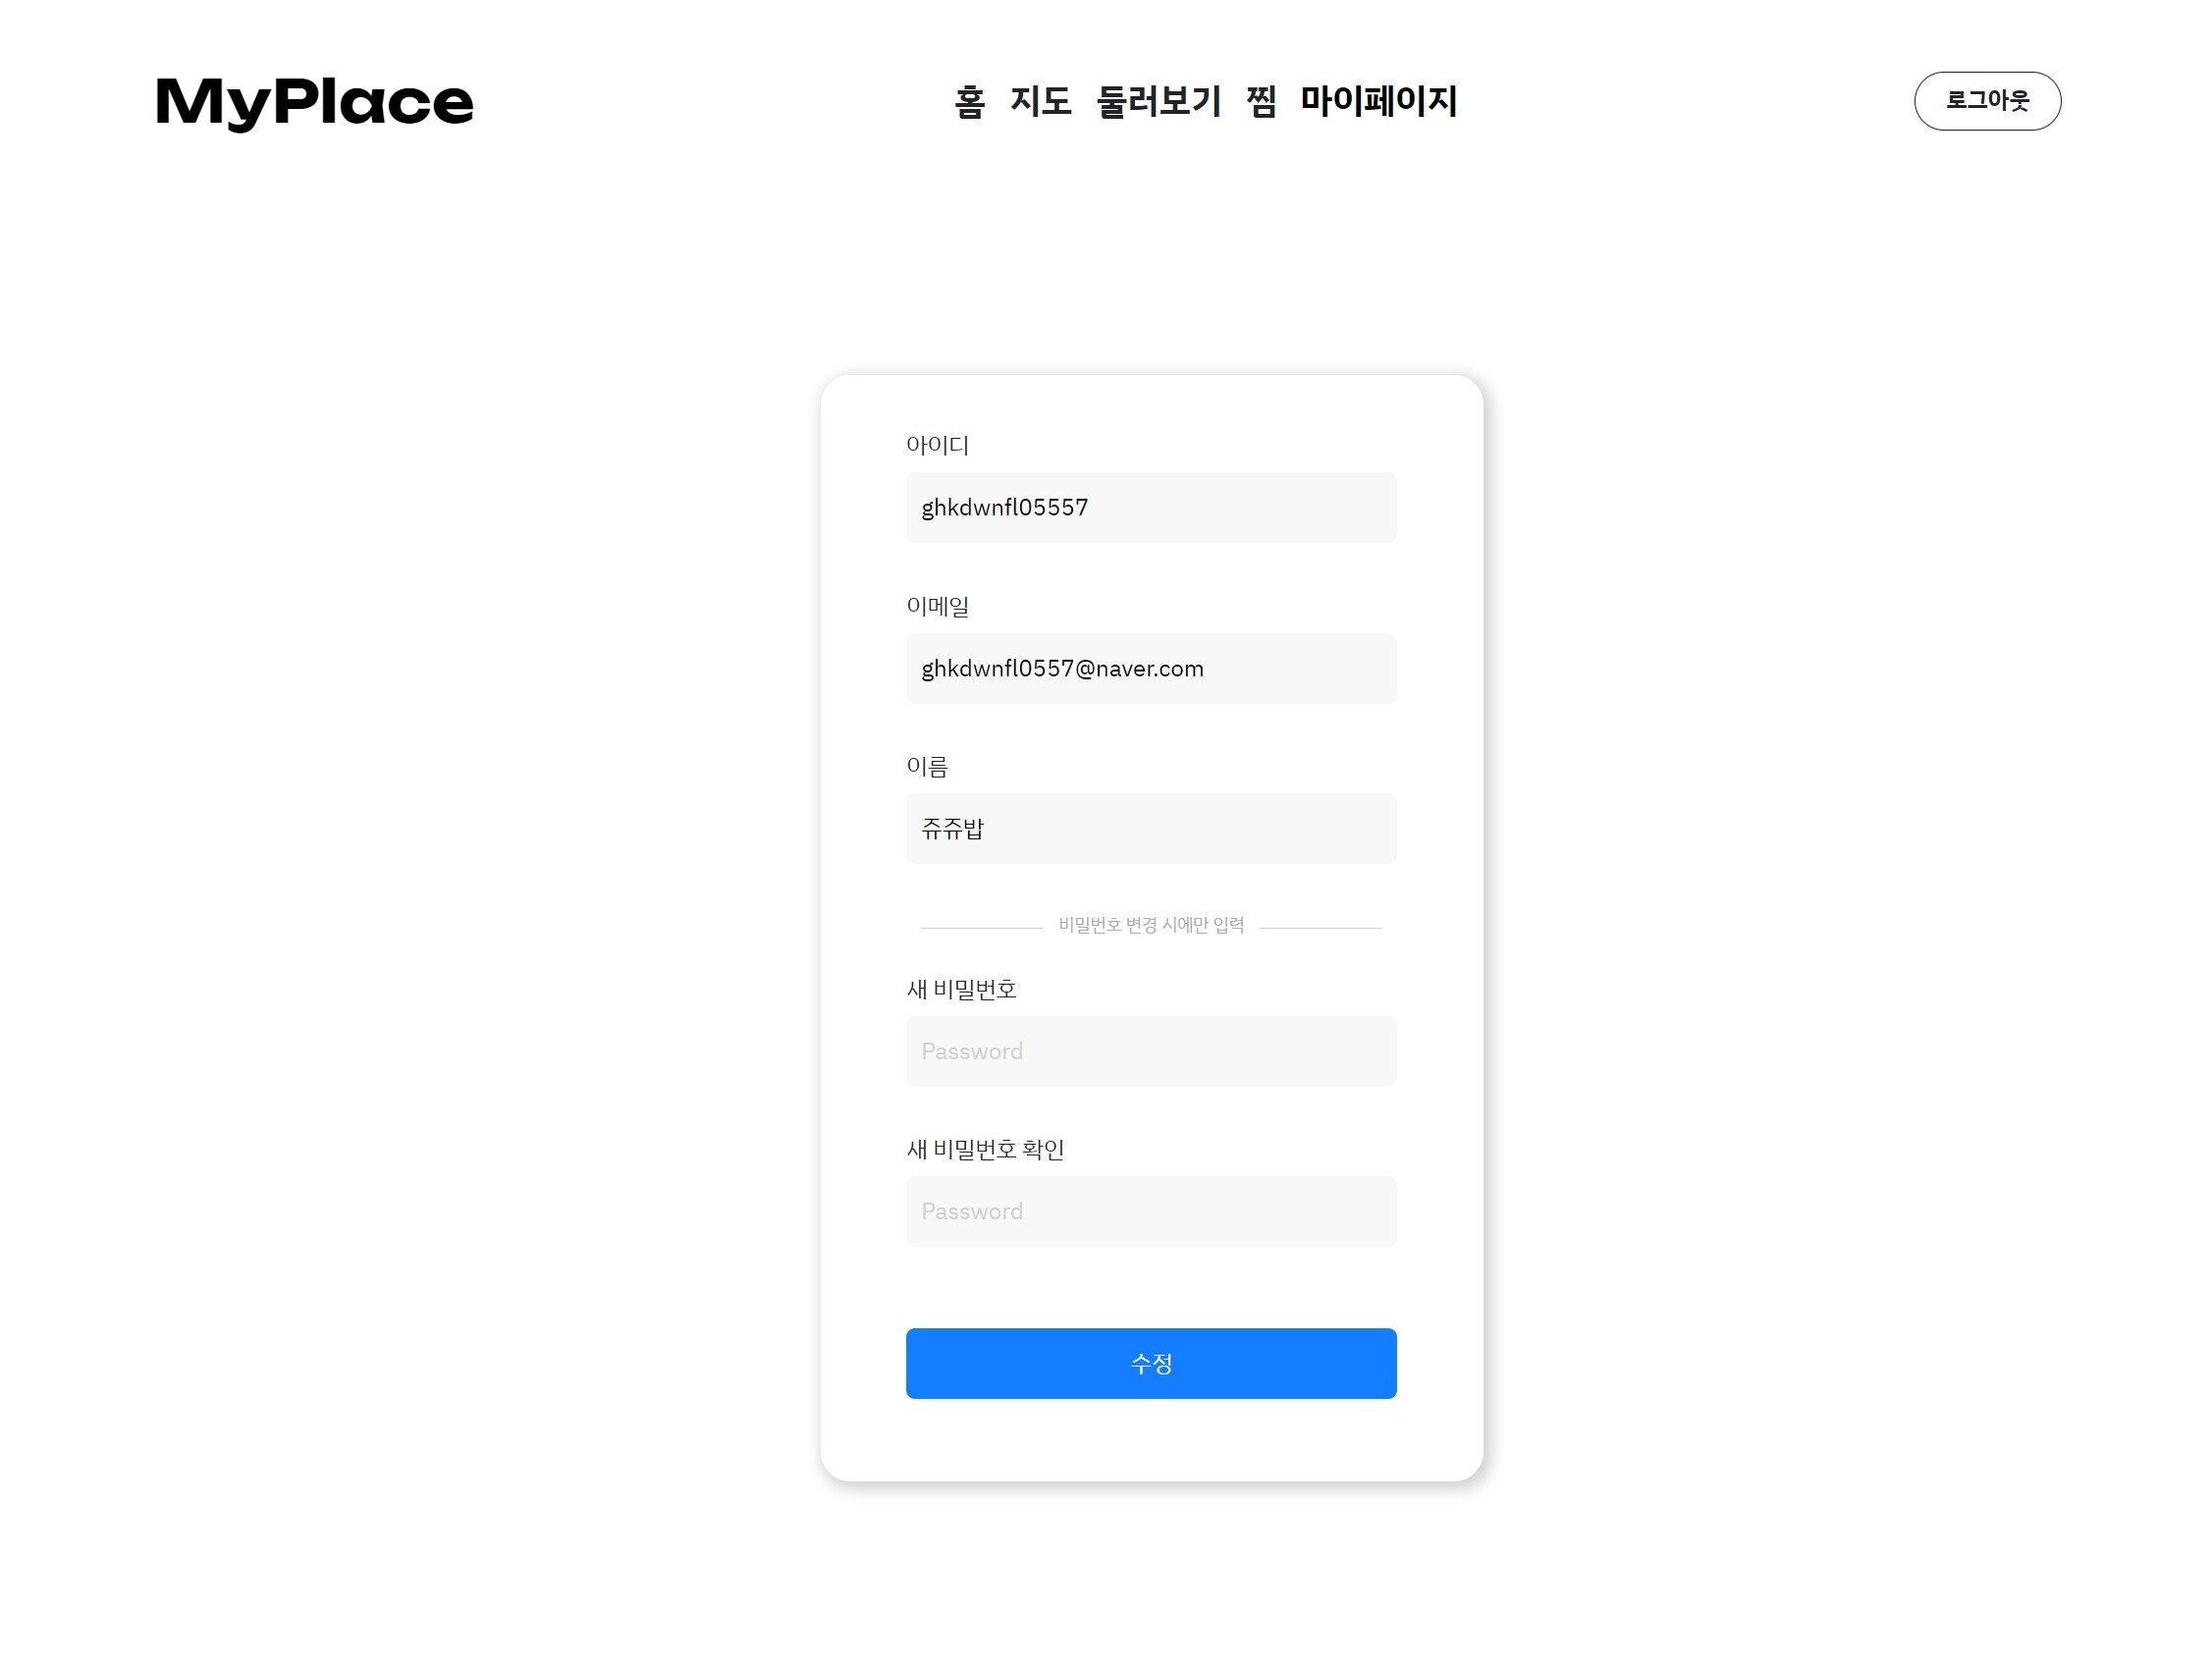 MyPlace
홈 지도 둘러보기 찜 마이페이지
로그아웃
아이디
ghkdwnfl05557
이메일
ghkdwnfl0557@naver.com
이름
쥬쥬밥
비밀번호 변경 시에만 입력
새 비밀번호
Password
새 비밀번호 확인
Password
수정